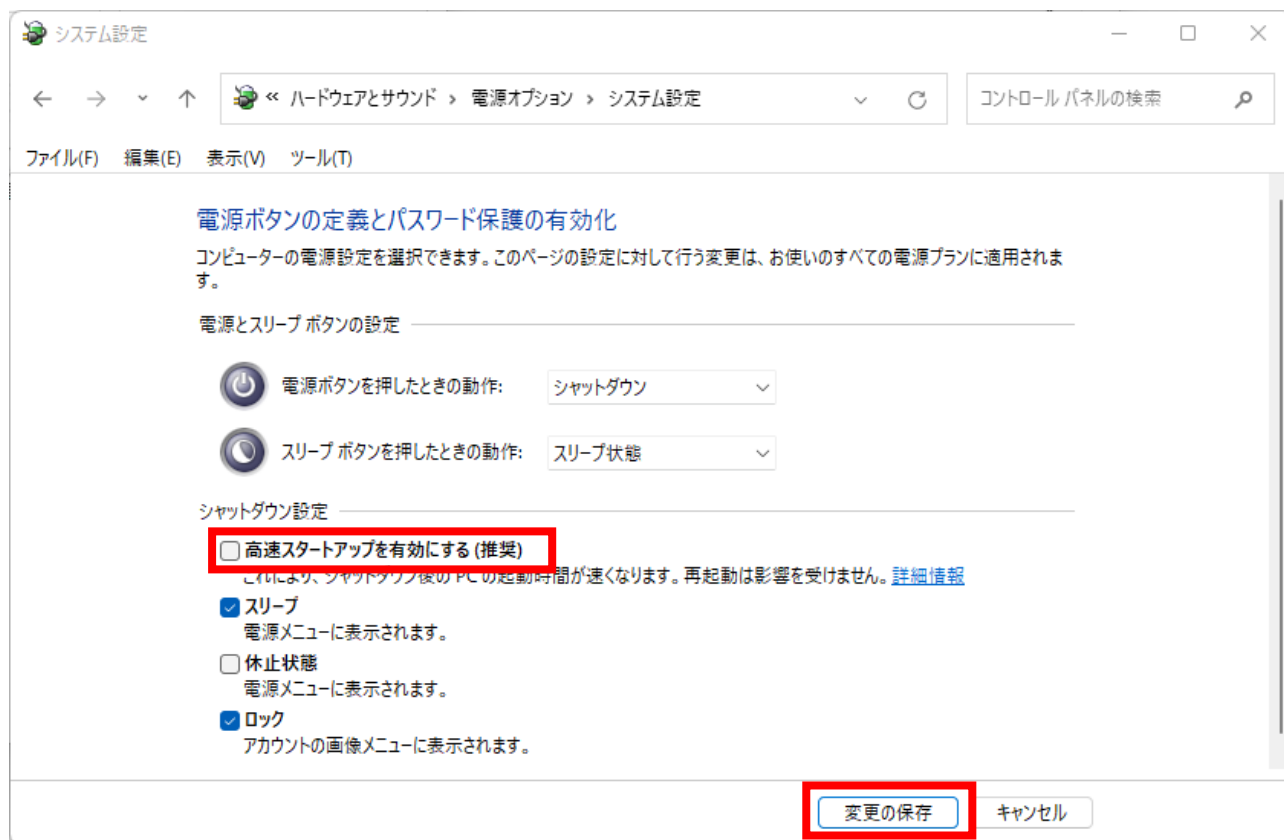 システム設定
« ハードウェアとサウンド › 電源オプション › システム設定
コントロール パネルの検索
ファイル(F) 編集(E) 表示(V) ツール(T)
電源ボタンの定義とパスワード保護の有効化
コンピューターの電源設定を選択できます。このページの設定に対して行う変更は、お使いのすべての電源プランに適用されま
す。
電源とスリープ ボタンの設定
電源ボタンを押したときの動作: シャットダウン
スリープ ボタンを押したときの動作: スリープ状態
シャットダウン設定
高速スタートアップを有効にする (推奨)
これにより、シャットダウン後の PC の起動時間が速くなります。再起動は影響を受けません。詳細情報
スリープ
電源メニューに表示されます。
休止状態
電源メニューに表示されます。
ロック
アカウントの画像メニューに表示されます。
変更の保存 キャンセル